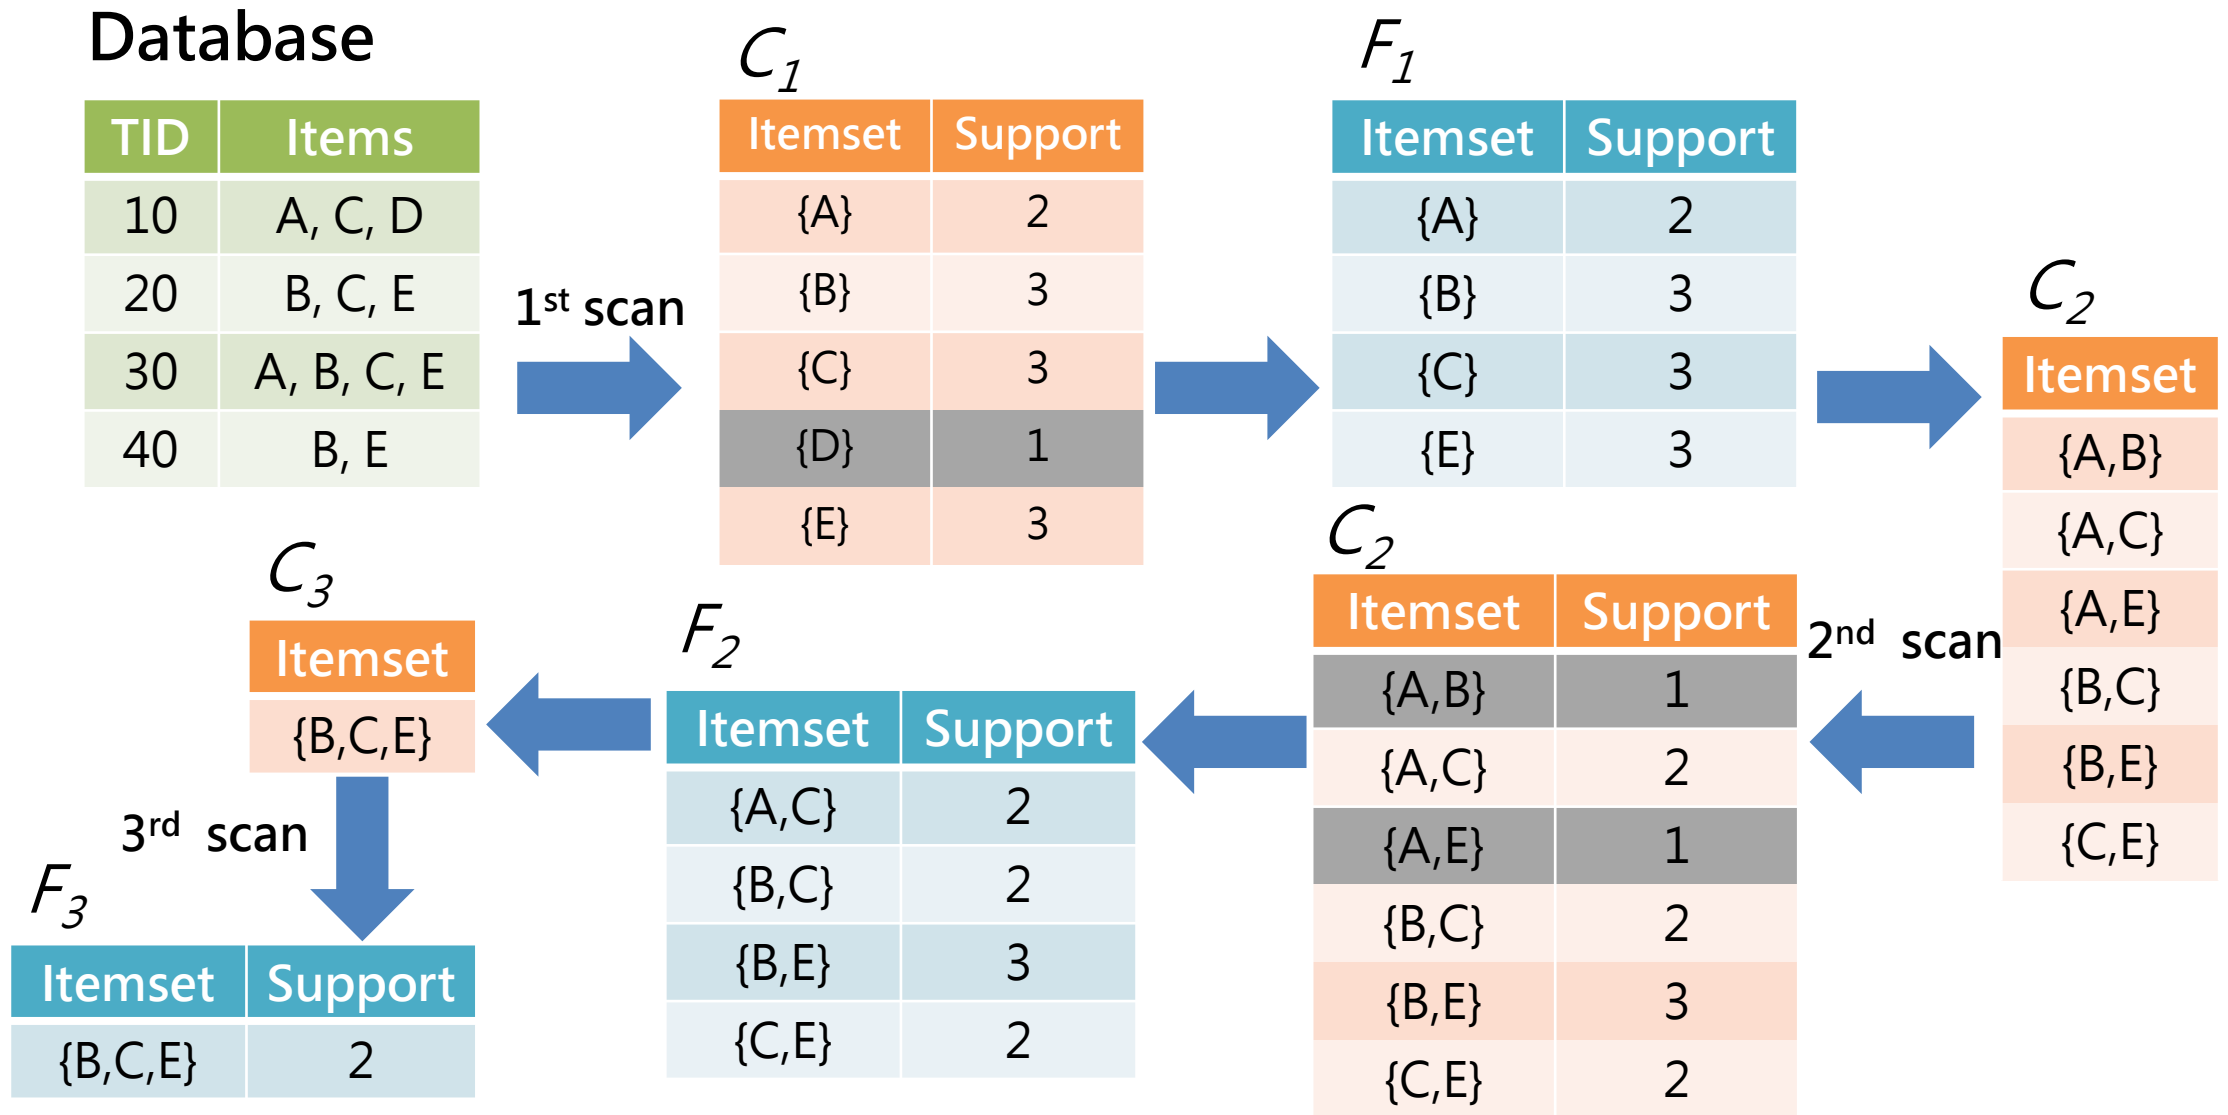 Database
TID Items
10 A, C, D
20 B, C, E
30 A, B, C, E
40 B, E
1st scan
C1
Itemset Support
{A} 2
{B} 3
{C} 3
{D} 1
{E} 3
F1
Itemset Support
{A} 2
{B} 3
{C} 3
{E} 3
C2
Itemset
{A,B}
{A,C}
{A,E}
{B,C}
{B,E}
{C,E}
2nd scan
C2
Itemset Support
{A,B} 1
{A,C} 2
{A,E} 1
{B,C} 2
{B,E} 3
{C,E} 2
F2
Itemset Support
{A,C} 2
{B,C} 2
{B,E} 3
{C,E} 2
C3
Itemset
{B,C,E}
3rd scan
F3
Itemset Support
{B,C,E} 2